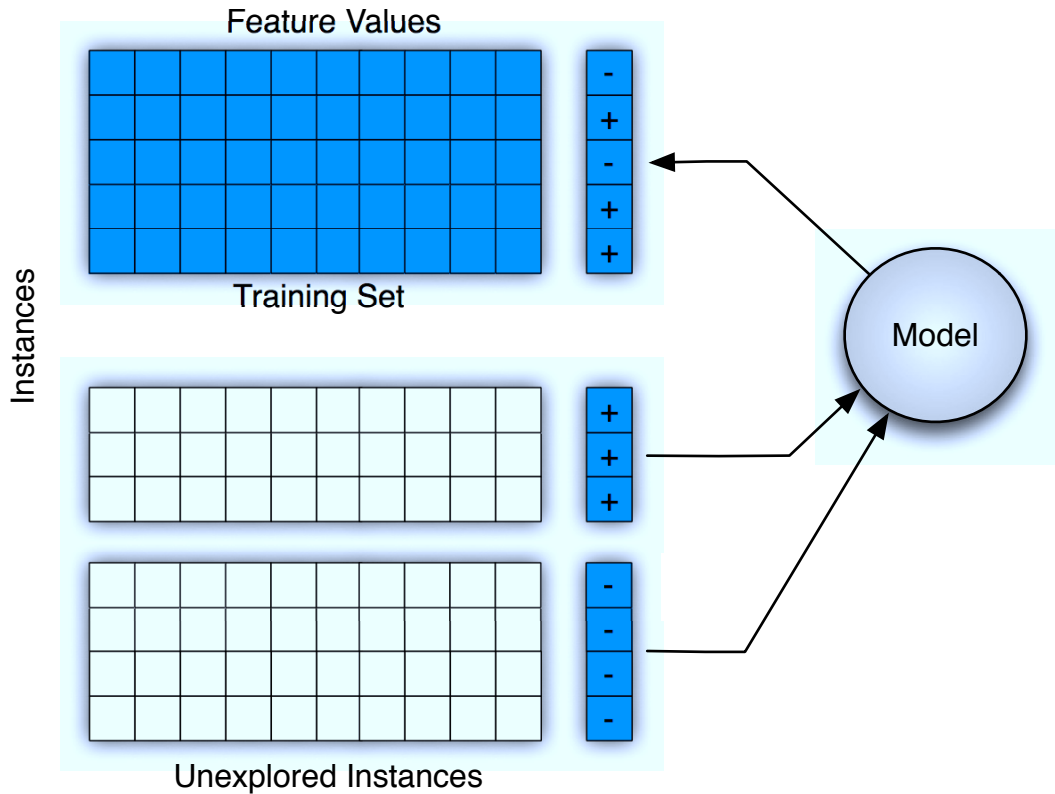 Feature Values
-
+
-
+
+
Training Set
Instances
Model
+
+
+
-
-
-
-
Unexplored Instances